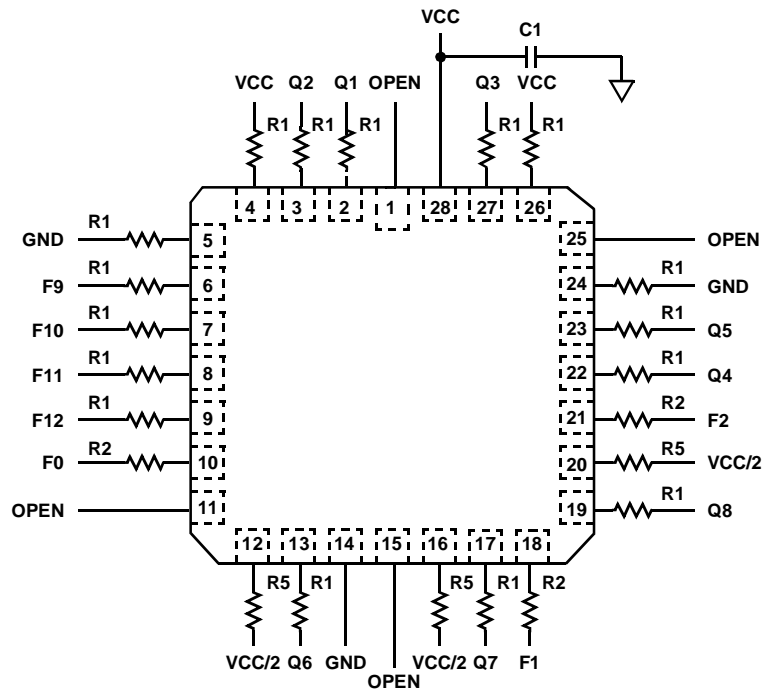 VCC
C1
VCC Q2 Q1 OPEN Q3 VCC
R1 R1 R1 R1 R1
4 3 2 1 28 27 26
GND R1 5
25 OPEN
F9 R1 6
24 R1 GND
F10 R1 7
23 R1 Q5
F11 R1 8
22 R1 Q4
F12 R1 9
21 R2 F2
F0 R2 10
20 R5 VCC/2
OPEN 11
19 R1 Q8
12 13 14 15 16 17 18
R5 R1 R5 R1 R2
VCC/2 Q6 GND VCC/2 Q7 F1
OPEN